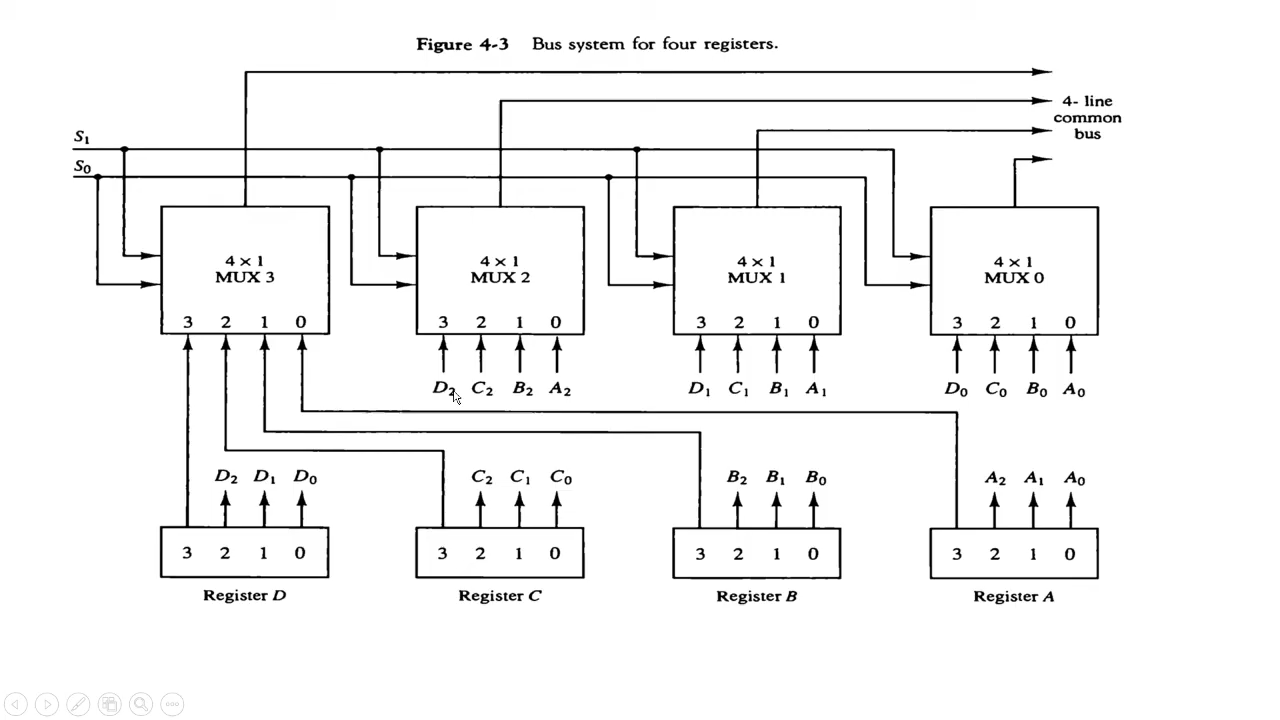 Figure 4-3 Bus system for four registers.
4- line
common
bus
S1
S0
4 × 1
MUX 3
3 2 1 0
4 × 1
MUX 2
3 2 1 0
4 × 1
MUX 1
3 2 1 0
4 × 1
MUX 0
3 2 1 0
D2 C2 B2 A2
D1 C1 B1 A1
D0 C0 B0 A0
D2 D1 D0
C2 C1 C0
B2 B1 B0
A2 A1 A0
3 2 1 0
3 2 1 0
3 2 1 0
3 2 1 0
Register D
Register C
Register B
Register A